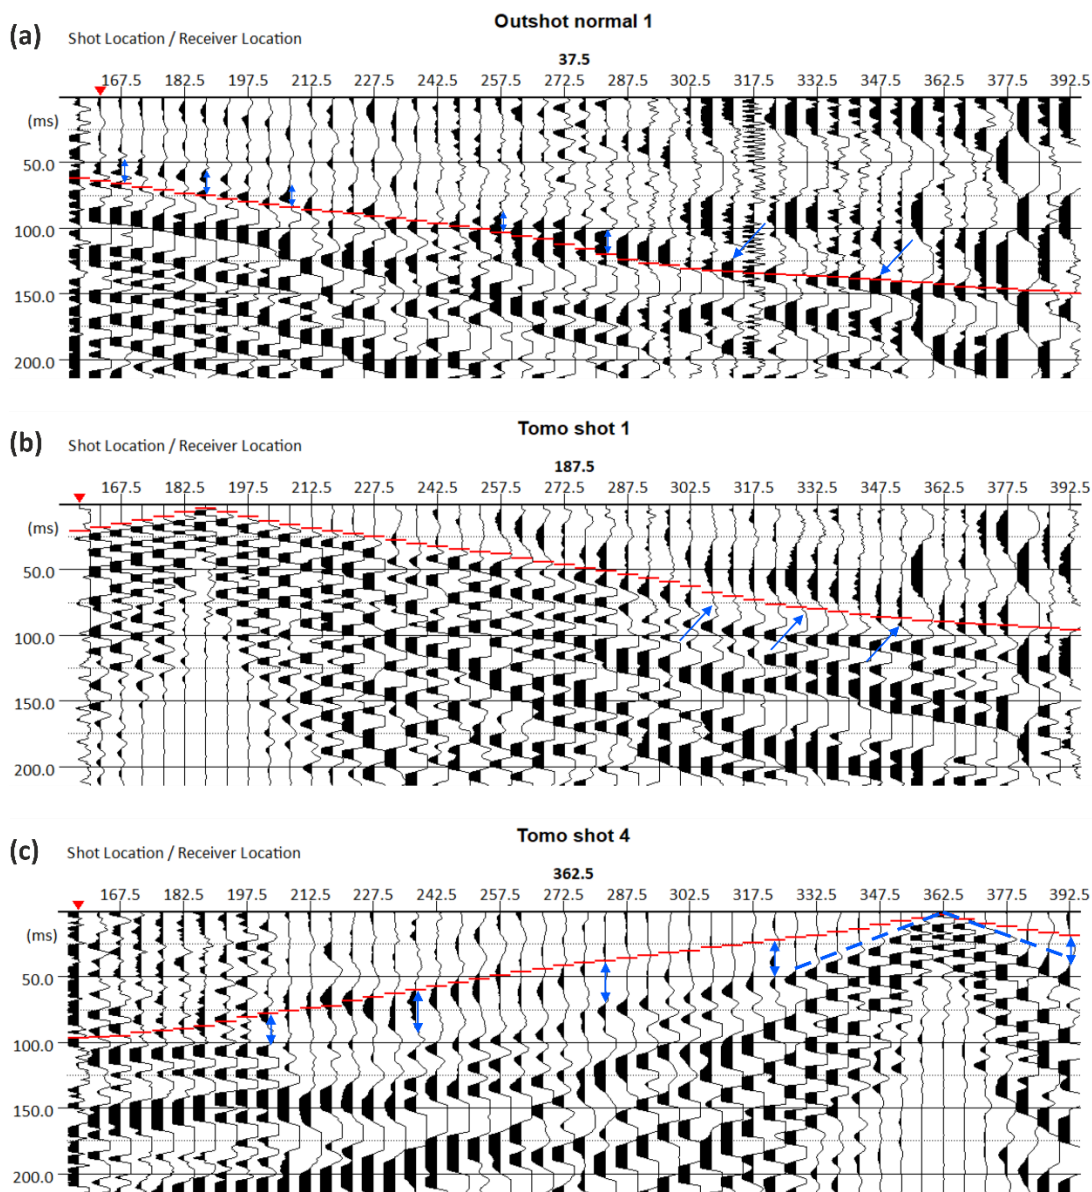 (a)
Outshot normal 1
Shot Location / Receiver Location
37.5
167.5 182.5 197.5 212.5 227.5 242.5 257.5 272.5 287.5 302.5 317.5 332.5 347.5 362.5 377.5 392.5
(ms)
50.0
100.0
150.0
200.0
(b)
Tomo shot 1
Shot Location / Receiver Location
187.5
167.5 182.5 197.5 212.5 227.5 242.5 257.5 272.5 287.5 302.5 317.5 332.5 347.5 362.5 377.5 392.5
(ms)
50.0
100.0
150.0
200.0
(c)
Tomo shot 4
Shot Location / Receiver Location
362.5
167.5 182.5 197.5 212.5 227.5 242.5 257.5 272.5 287.5 302.5 317.5 332.5 347.5 362.5 377.5 392.5
(ms)
50.0
100.0
150.0
200.0